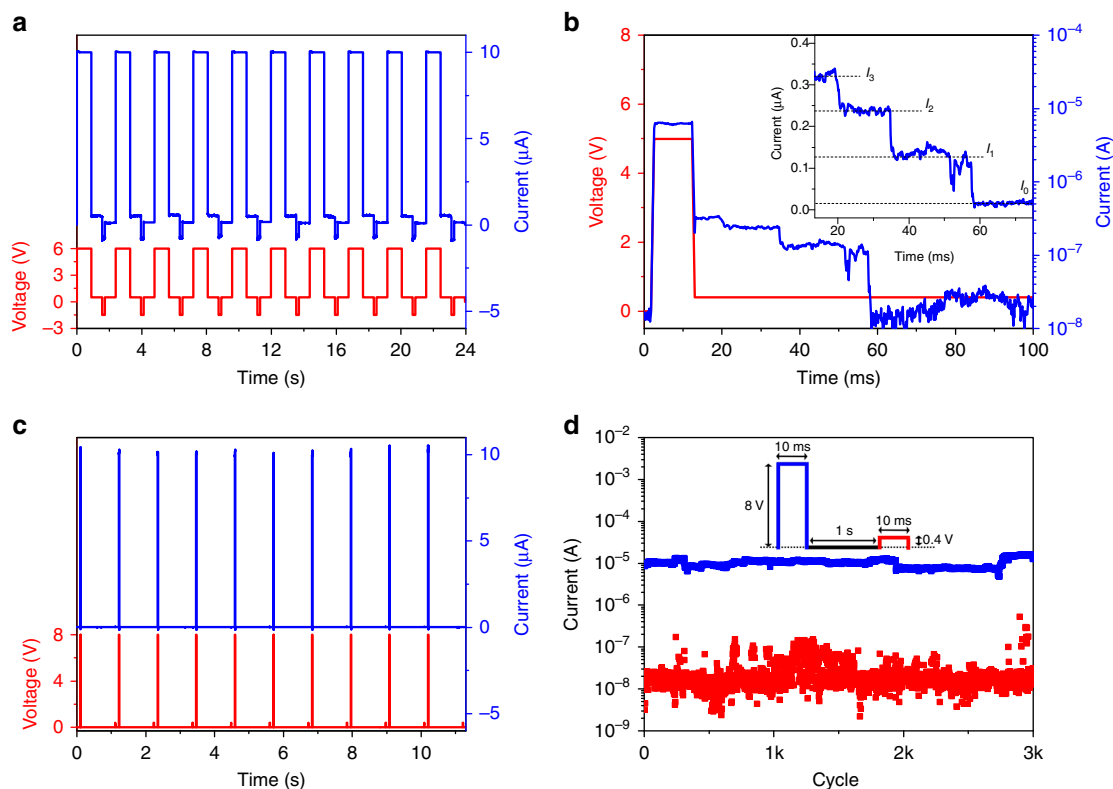 a
10
5
0
−5
Current (μA)
6
3
0
−3
Voltage (V)
0 4 8 12 16 20 24
Time (s)
b
8
6
4
2
0
Voltage (V)
10−4
10−5
10−6
10−7
10−8
Current (A)
0 20 40 60 80 100
Time (ms)
0.4
0.3
0.2
0.1
0.0
Current (μA)
I3
I2
I1
I0
20 40 60
Time (ms)
c
10
5
0
−5
Current (μA)
8
4
0
Voltage (V)
0 2 4 6 8 10
Time (s)
d
10−2
10−3
10−4
10−5
10−6
10−7
10−8
10−9
Current (A)
10 ms
8 V
1 s
10 ms
0.4 V
0 1k 2k 3k
Cycle